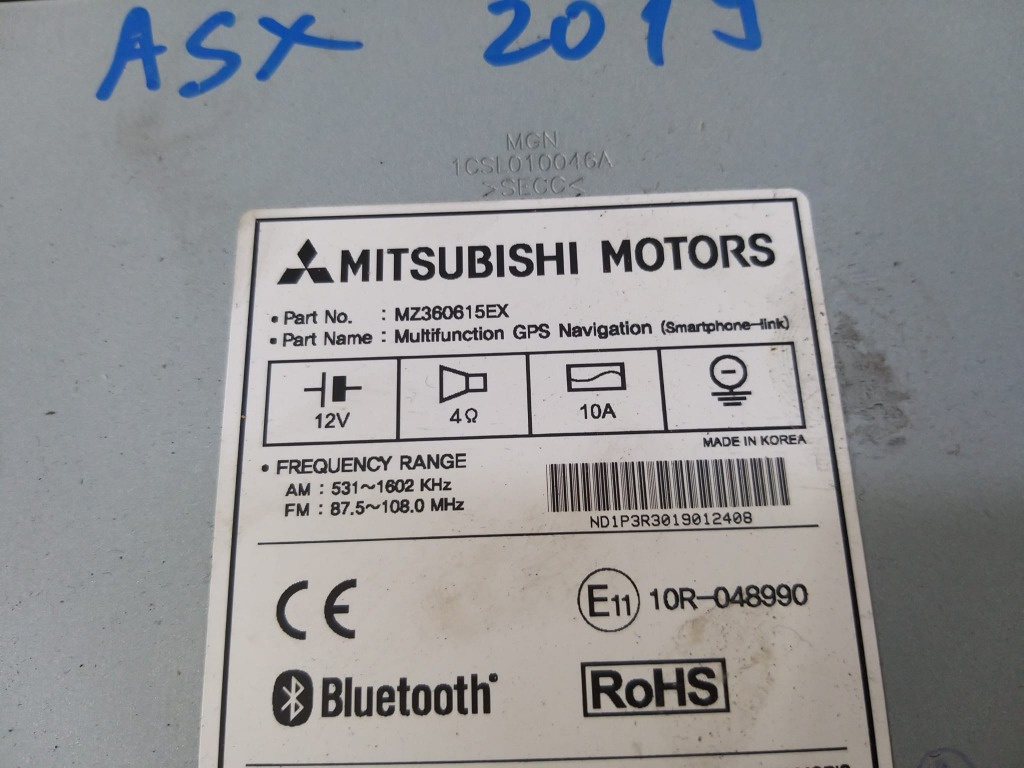 ASX 2019
MGN
1CSL010046A
>SECC<
MITSUBISHI MOTORS
• Part No. : MZ360615EX
• Part Name : Multifunction GPS Navigation (Smartphone-link)
12V 4Ω 10A
MADE IN KOREA
• FREQUENCY RANGE
AM : 531~1602 KHz
FM : 87.5~108.0 MHz
ND1P3R3019012408
CE E11 10R-048990
Bluetooth® RoHS